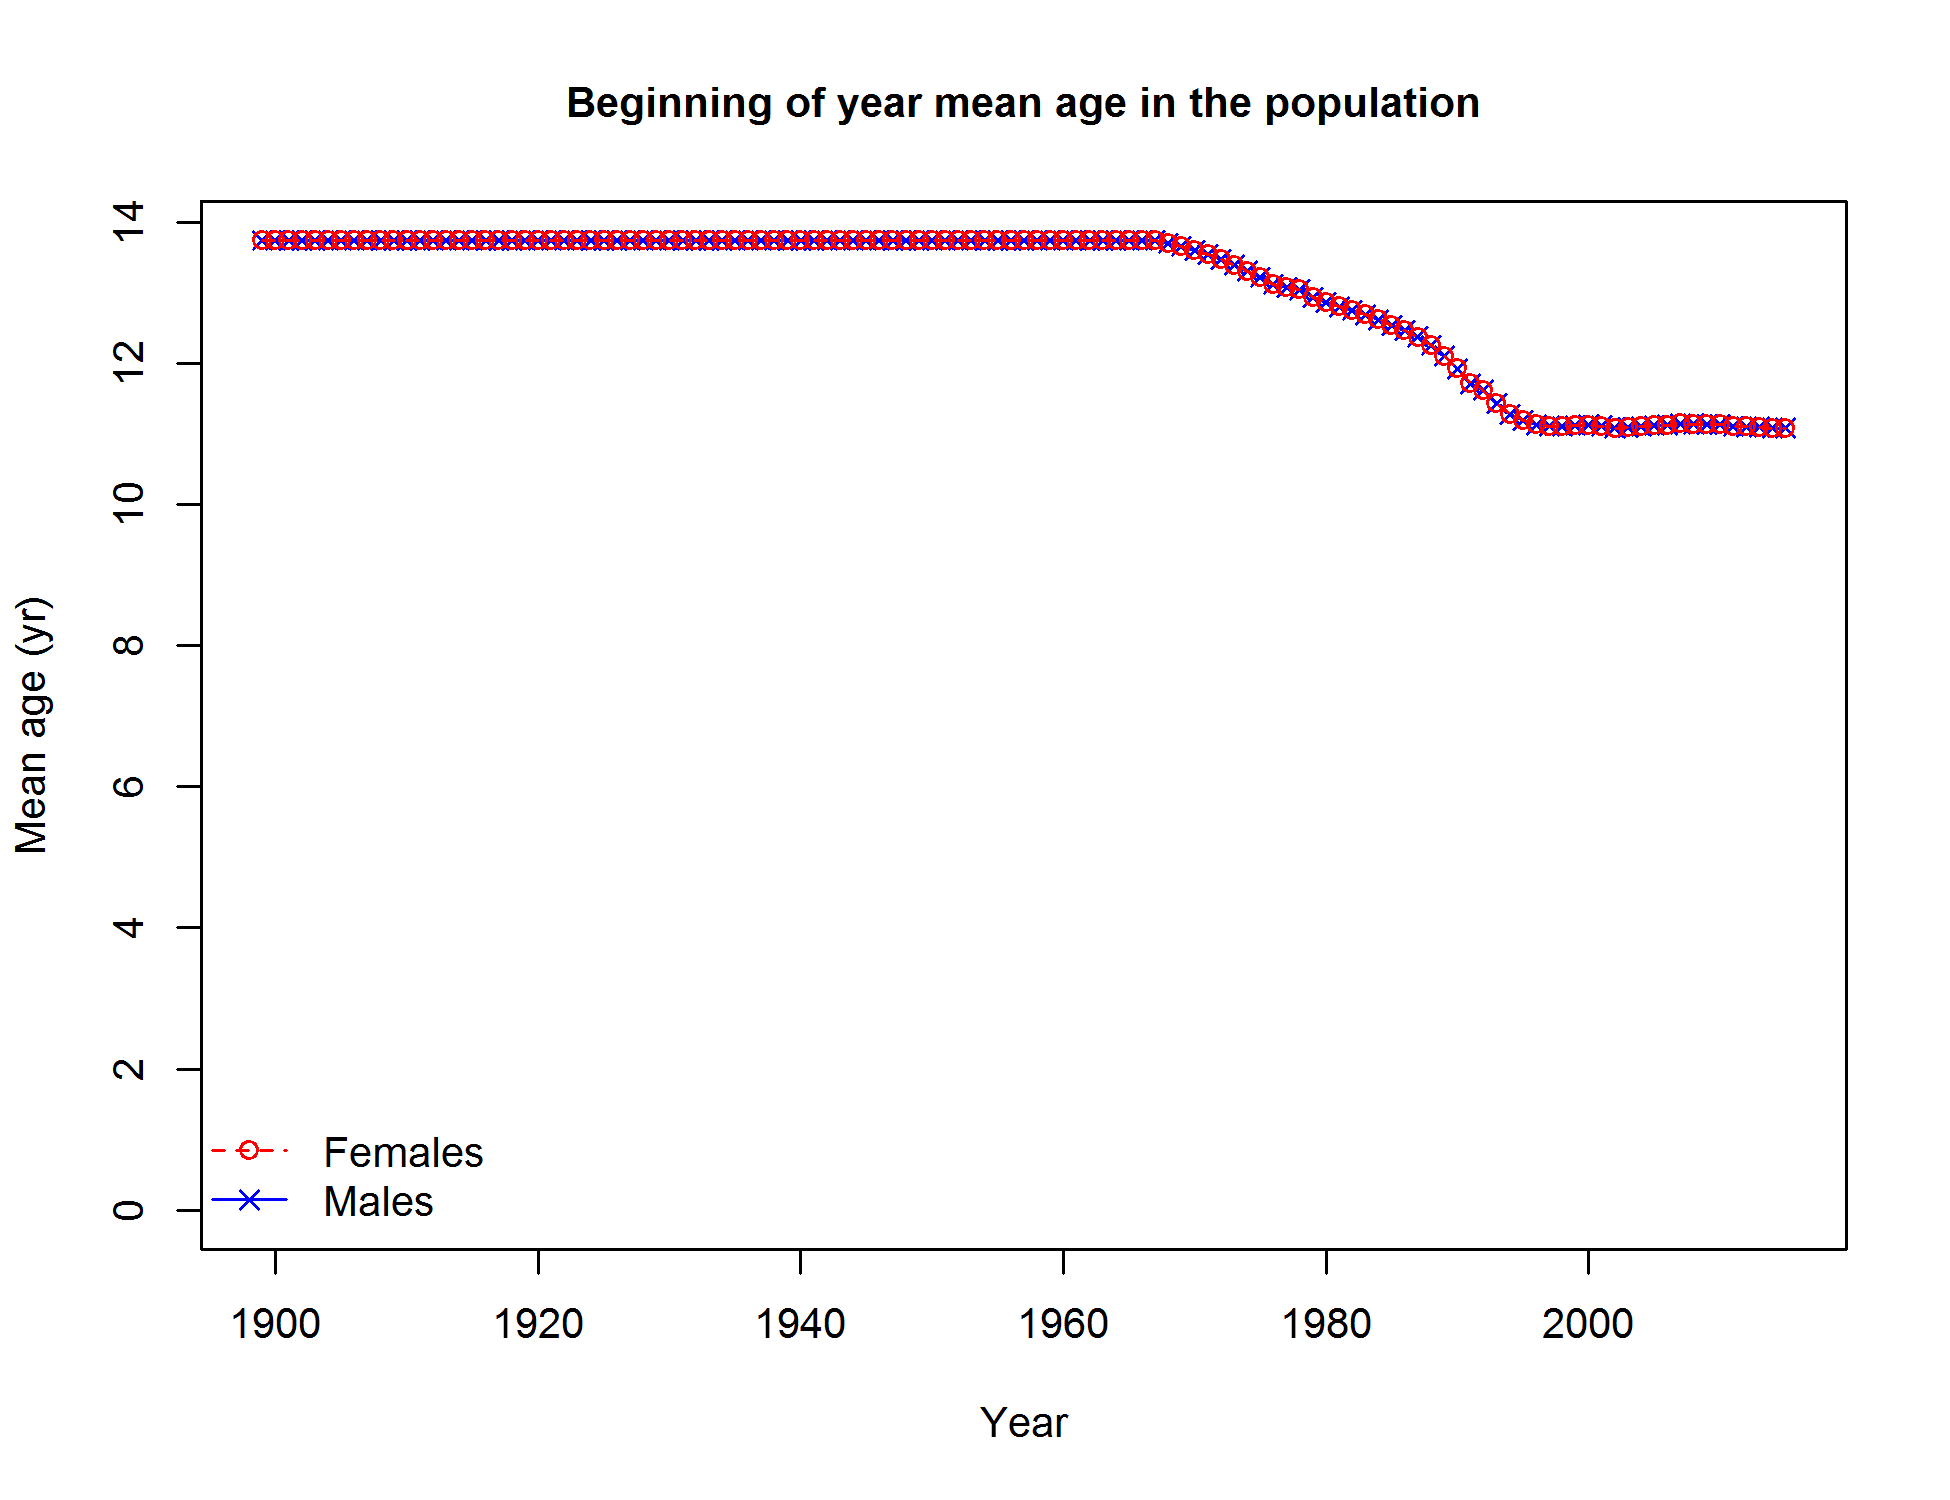 Beginning of year mean age in the population
14
12
10
8
6
4
2
0
Mean age (yr)
Females
Males
1900 1920 1940 1960 1980 2000
Year